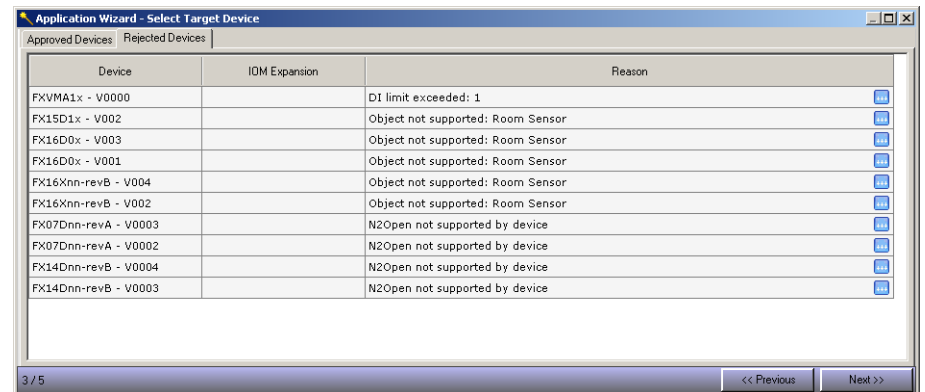 Application Wizard - Select Target Device
Approved Devices Rejected Devices
Device IOM Expansion Reason
FXVMA1x - V0000 DI limit exceeded: 1
FX15D1x - V002 Object not supported: Room Sensor
FX16D0x - V003 Object not supported: Room Sensor
FX16D0x - V001 Object not supported: Room Sensor
FX16Xnn-revB - V004 Object not supported: Room Sensor
FX16Xnn-revB - V002 Object not supported: Room Sensor
FX07Dnn-revA - V0003 N2Open not supported by device
FX07Dnn-revA - V0002 N2Open not supported by device
FX14Dnn-revB - V0004 N2Open not supported by device
FX14Dnn-revB - V0003 N2Open not supported by device
3 / 5 << Previous Next >>